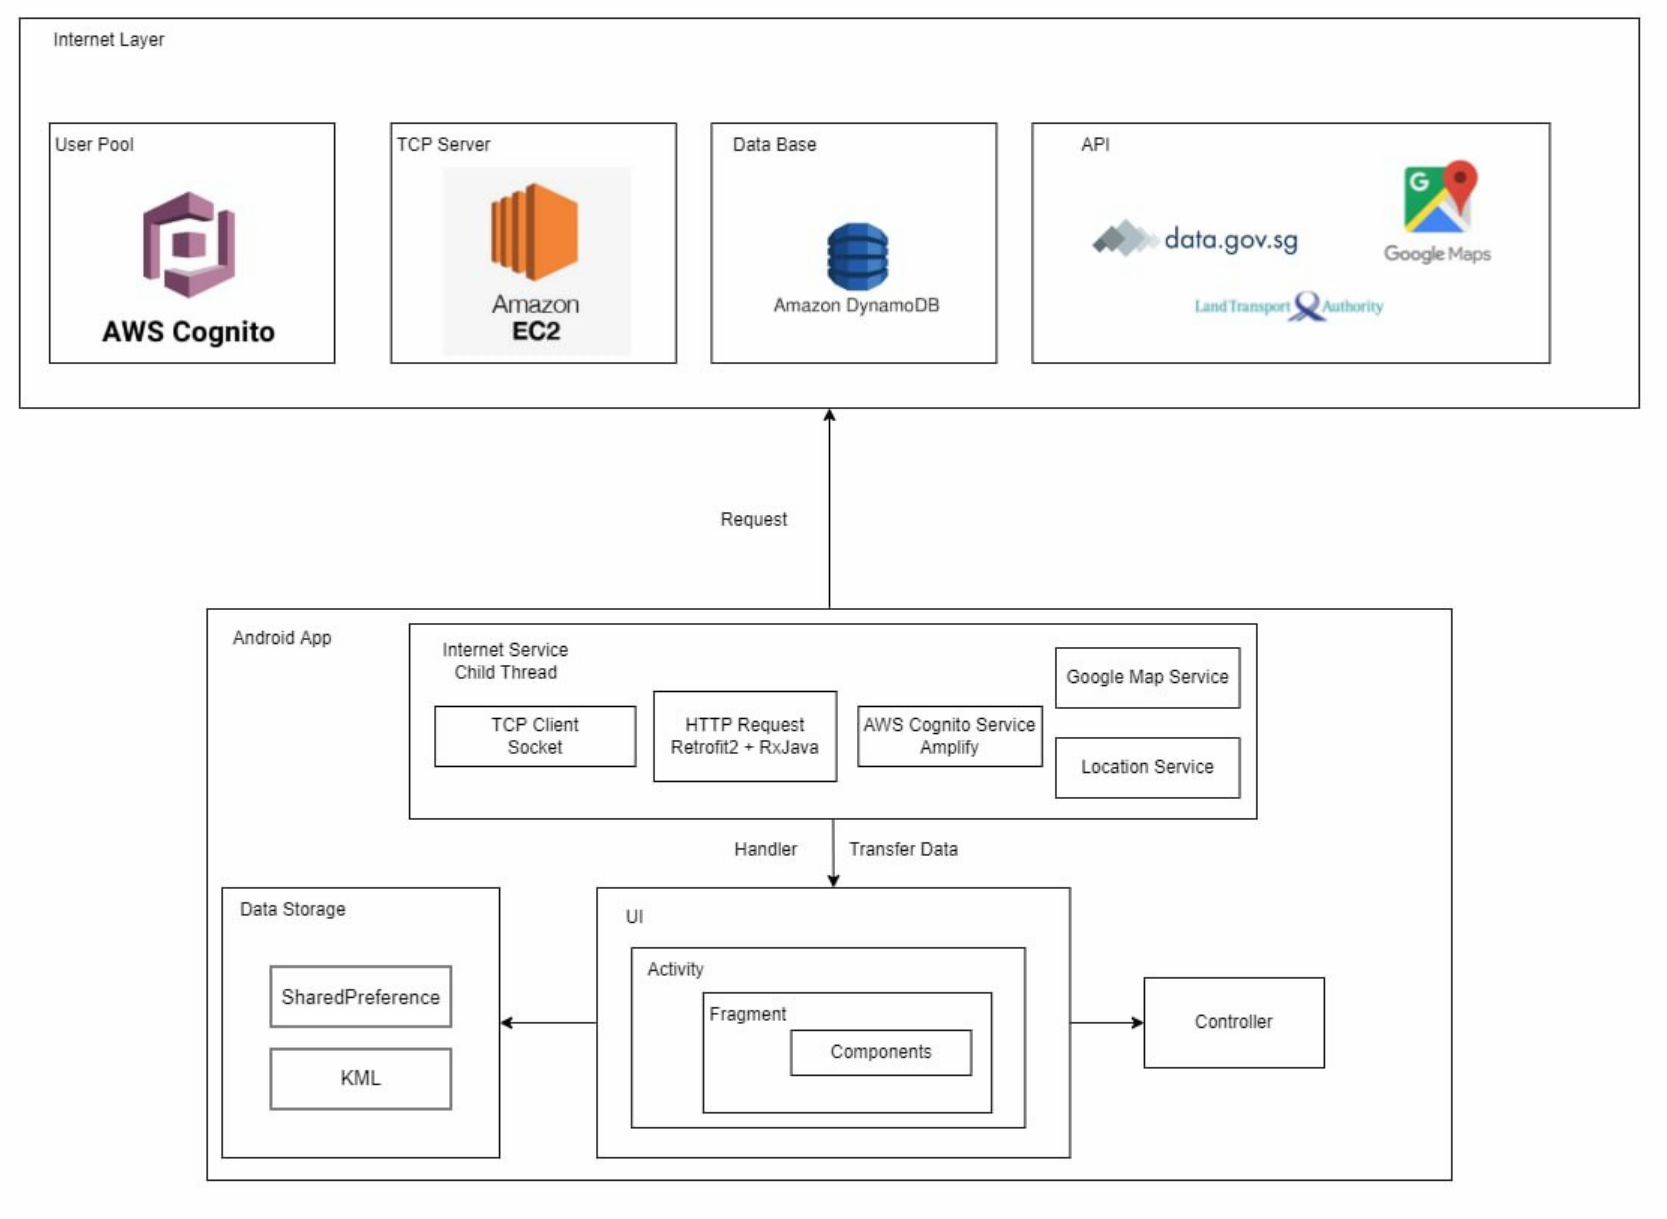 Internet Layer
User Pool
AWS Cognito
TCP Server
Amazon
EC2
Data Base
Amazon DynamoDB
API
data.gov.sg
G
Google Maps
Land Transport Authority
Request
Android App
Internet Service
Child Thread
TCP Client
Socket
HTTP Request
Retrofit2 + RxJava
AWS Cognito Service
Amplify
Google Map Service
Location Service
Handler
Transfer Data
Data Storage
SharedPreference
KML
UI
Activity
Fragment
Components
Controller